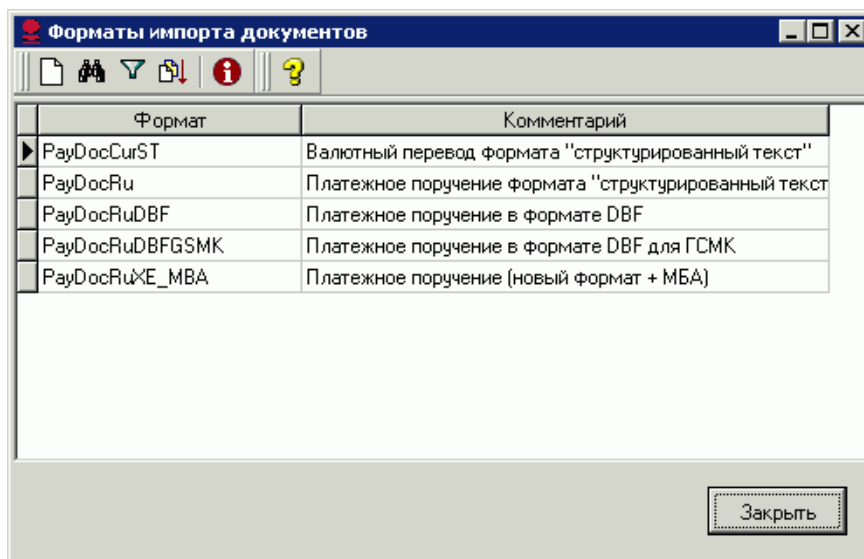 Форматы импорта документов
Формат Комментарий
PayDocCurST Валютный перевод формата "структурированный текст"
PayDocRu Платежное поручение формата "структурированный текст
PayDocRuDBF Платежное поручение в формате DBF
PayDocRuDBFGSMK Платежное поручение в формате DBF для ГСМК
PayDocRuXE_MBA Платежное поручение (новый формат + МБА)
Закрыть